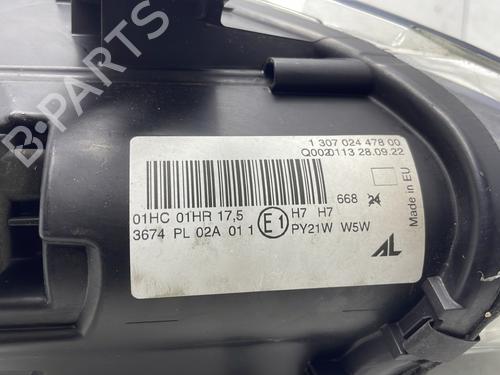 1 307 024 478 00
Q0020113 28.09.22
01HC 01HR 17,5
3674 PL 02A 01 1
E1
H7 H7
PY21W W5W
668 24
Made in EU
AL
B-PARTS